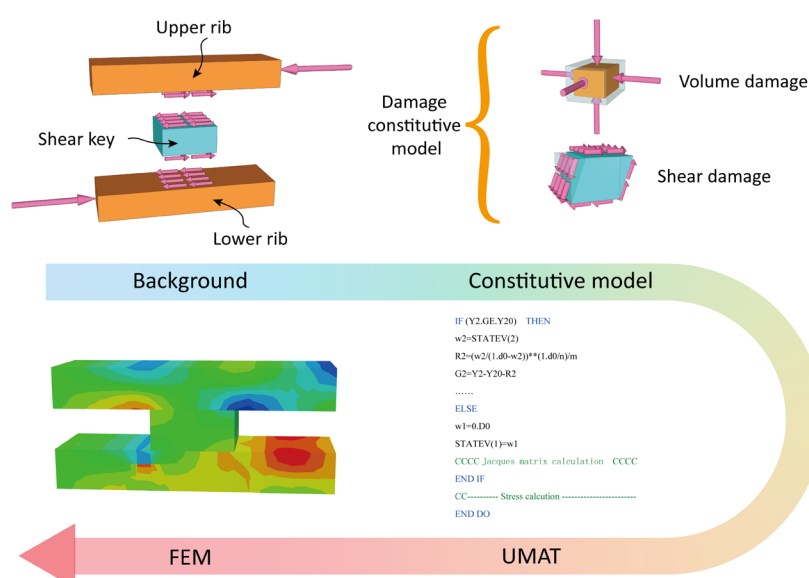 Upper rib
Shear key
Lower rib
Damage
constitutive
model
Volume damage
Shear damage
Background
Constitutive model
IF (Y2.GE.Y20) THEN
w2=STATEV(2)
R2=(w2/(1.d0-w2))**(1.d0/n)/m
G2=Y2-Y20-R2
......
ELSE
w1=0.D0
STATEV(1)=w1
CCCC Jacques matrix calculation CCCC
END IF
CC---------- Stress calcution ------------------------
END DO
FEM
UMAT